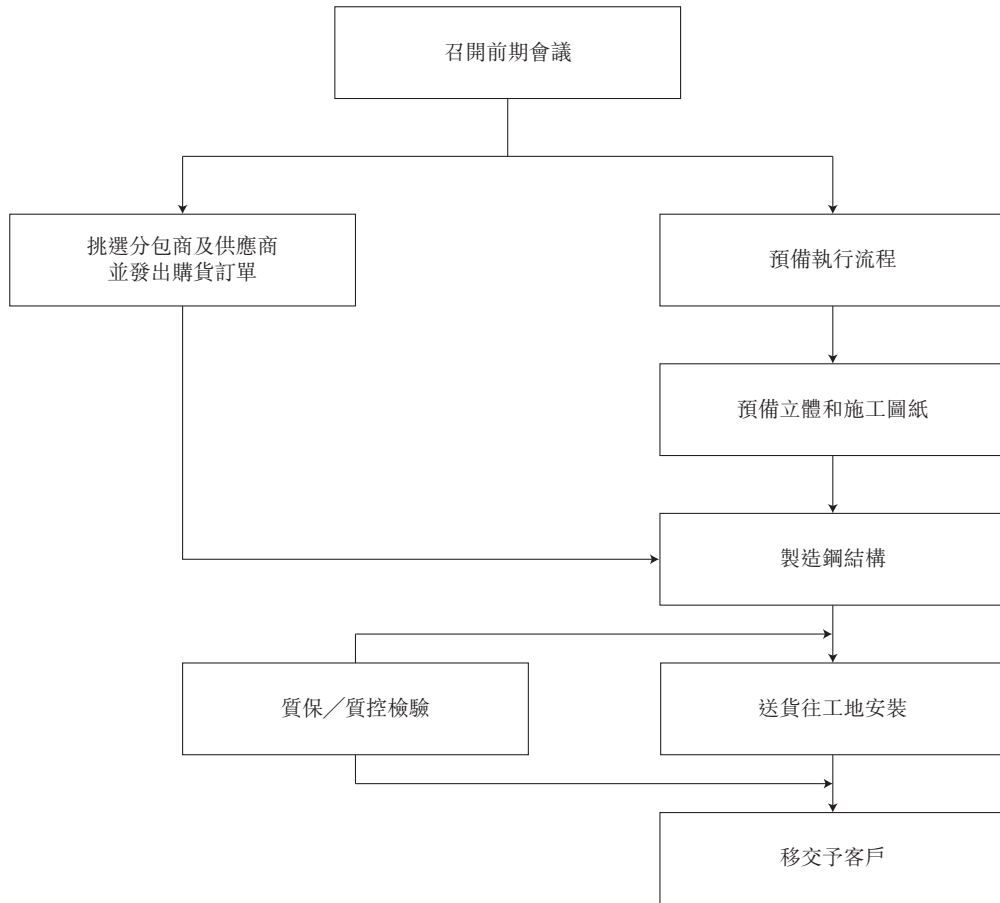 召開前期會議
挑選分包商及供應商
並發出購貨訂單
預備執行流程
預備立體和施工圖紙
製造鋼結構
質保／質控檢驗
送貨往工地安裝
移交予客戶